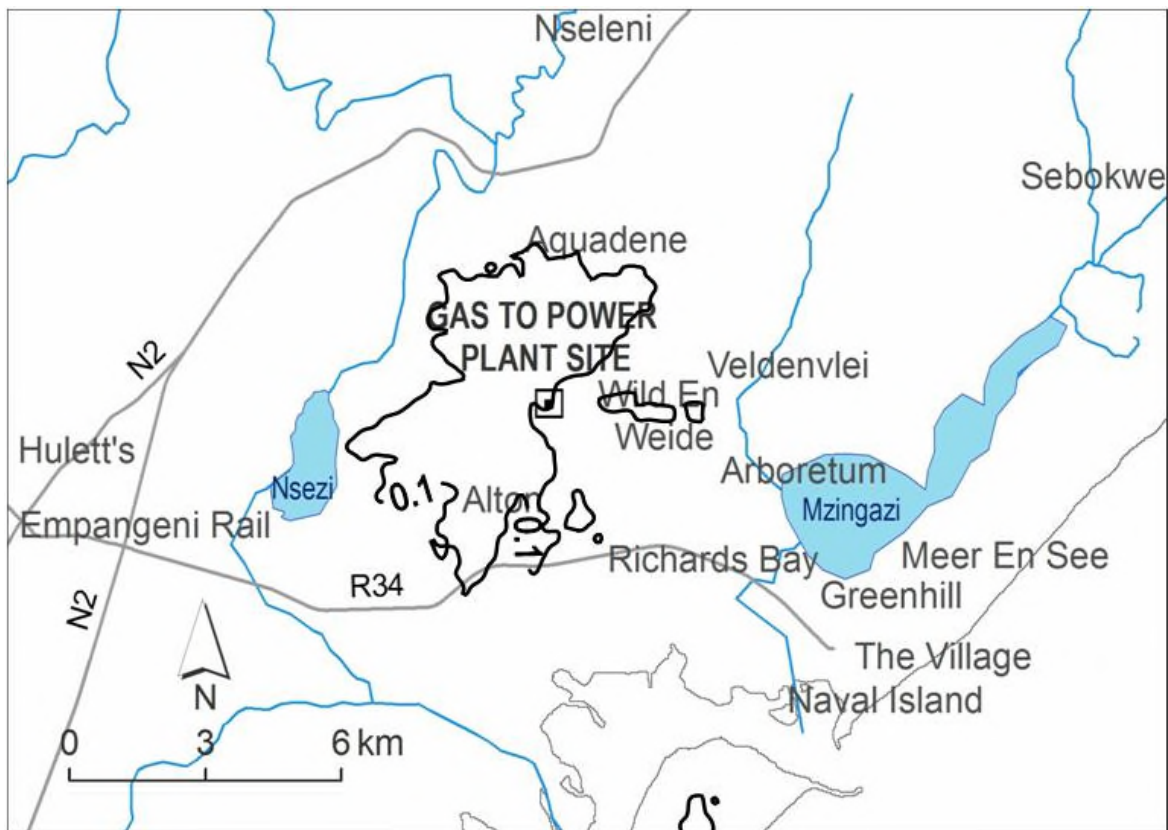 Nseleni
Sebokwe
Aquadene
GAS TO POWER
PLANT SITE
N2
Veldenvlei
Wild En
Weide
Hulett's
Nsezi
0.1
Alton
Arboretum
Mzingazi
Empangeni Rail
0.1
Richards Bay
Meer En See
R34
Greenhill
N2
The Village
N
Naval Island
0 3 6 km